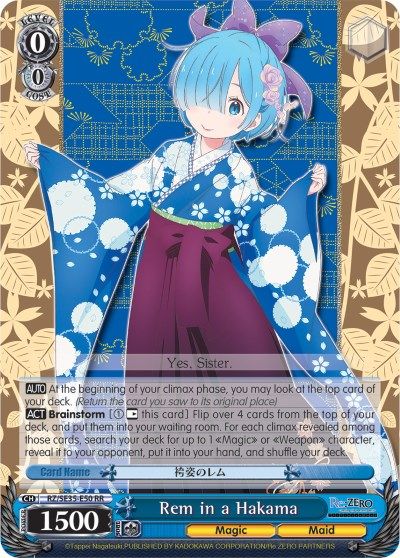 LEVEL
0
0
COST
Yes, Sister.
AUTO At the beginning of your climax phase, you may look at the top card of
your deck. (Return the card you saw to its original place)
ACT Brainstorm [① this card] Flip over 4 cards from the top of your
deck, and put them into your waiting room. For each climax revealed among
those cards, search your deck for up to 1 «Magic» or «Weapon» character,
reveal it to your opponent, put it into your hand, and shuffle your deck.
Card Name 袴姿のレム
CH RZ/SE35-E50 RR
Re:ZERO
POWER 1500 SOUL Rem in a Hakama
Magic Maid
©Tappei Nagatsuki,PUBLISHED BY KADOKAWA CORPORATION/Re:ZERO PARTNERS